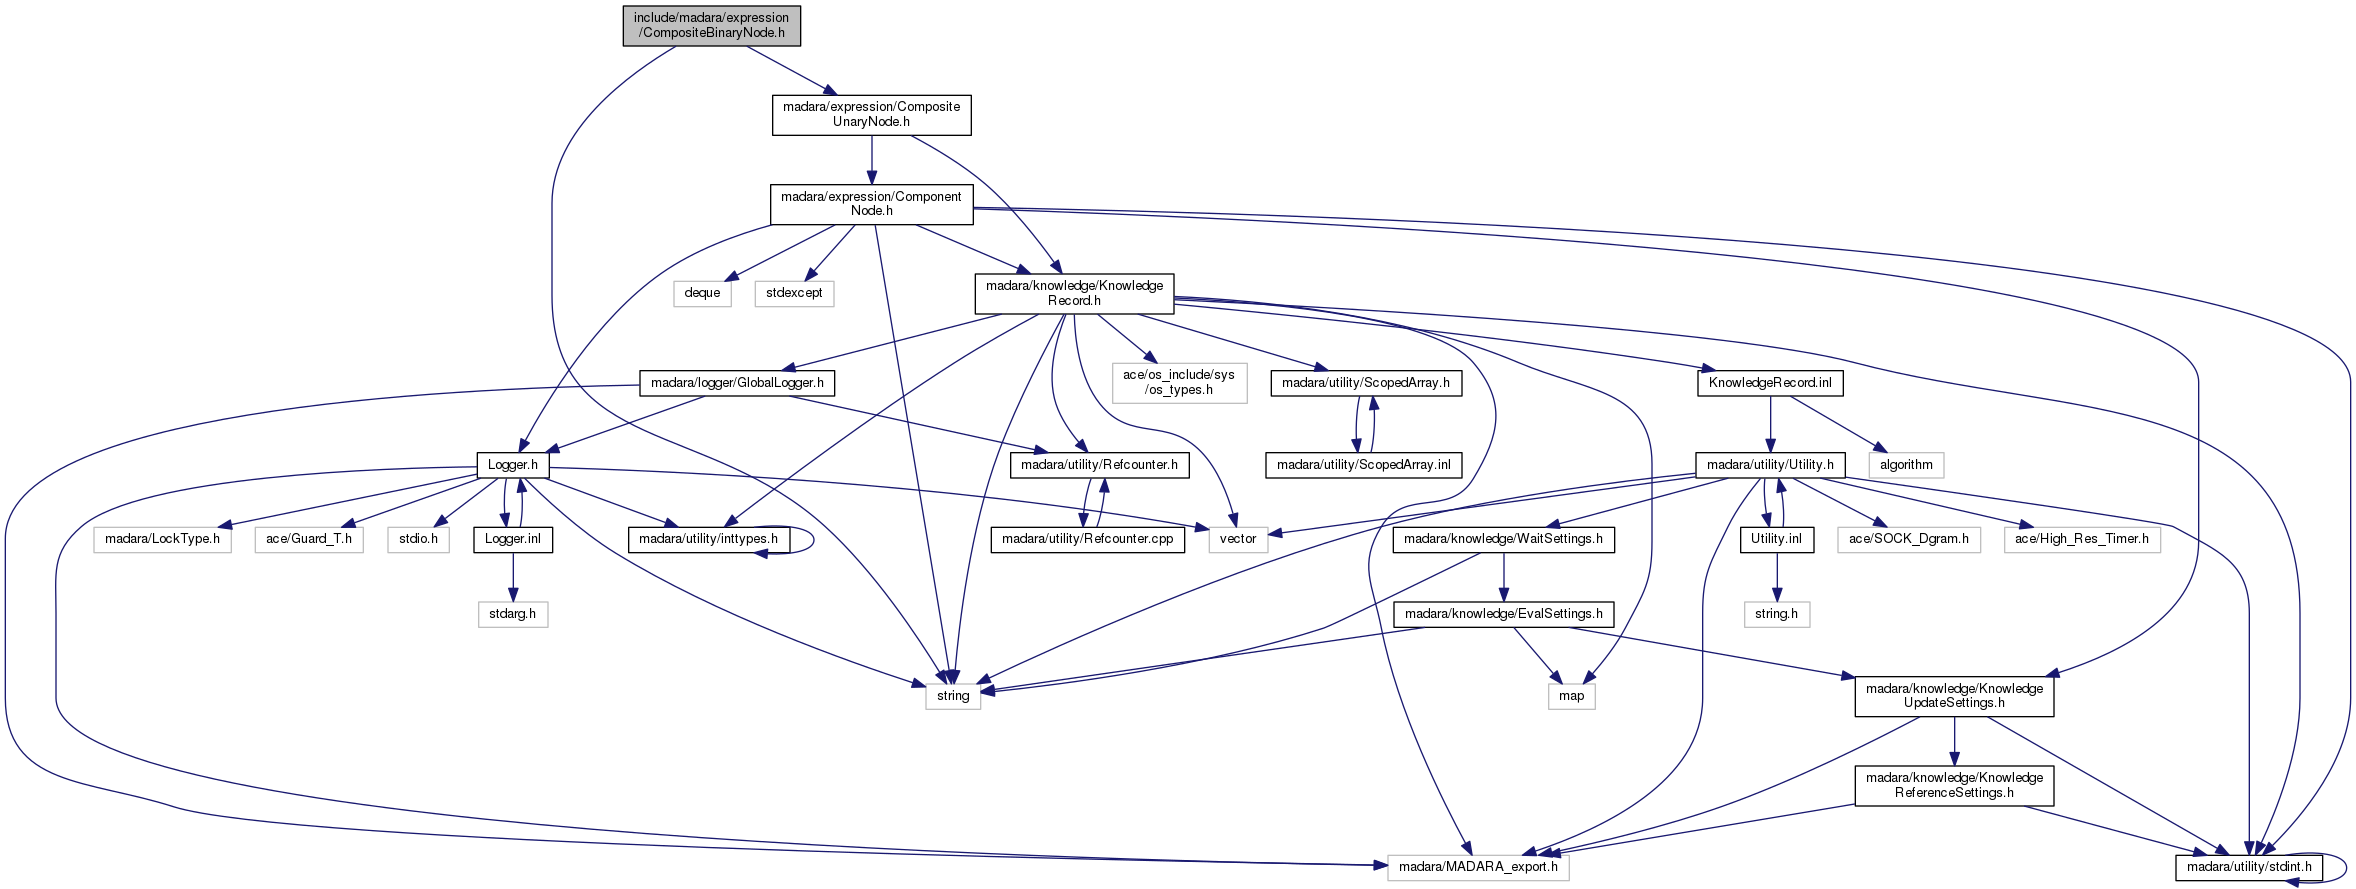 include/madara/expression
/CompositeBinaryNode.h
madara/expression/Composite
UnaryNode.h
madara/expression/Component
Node.h
deque
stdexcept
madara/knowledge/Knowledge
Record.h
madara/logger/GlobalLogger.h
ace/os_include/sys
/os_types.h
madara/utility/ScopedArray.h
KnowledgeRecord.inl
Logger.h
madara/utility/Refcounter.h
madara/utility/ScopedArray.inl
madara/utility/Utility.h
algorithm
madara/LockType.h
ace/Guard_T.h
stdio.h
Logger.inl
madara/utility/inttypes.h
madara/utility/Refcounter.cpp
vector
madara/knowledge/WaitSettings.h
Utility.inl
ace/SOCK_Dgram.h
ace/High_Res_Timer.h
stdarg.h
madara/knowledge/EvalSettings.h
string.h
string
map
madara/knowledge/Knowledge
UpdateSettings.h
madara/knowledge/Knowledge
ReferenceSettings.h
madara/MADARA_export.h
madara/utility/stdint.h